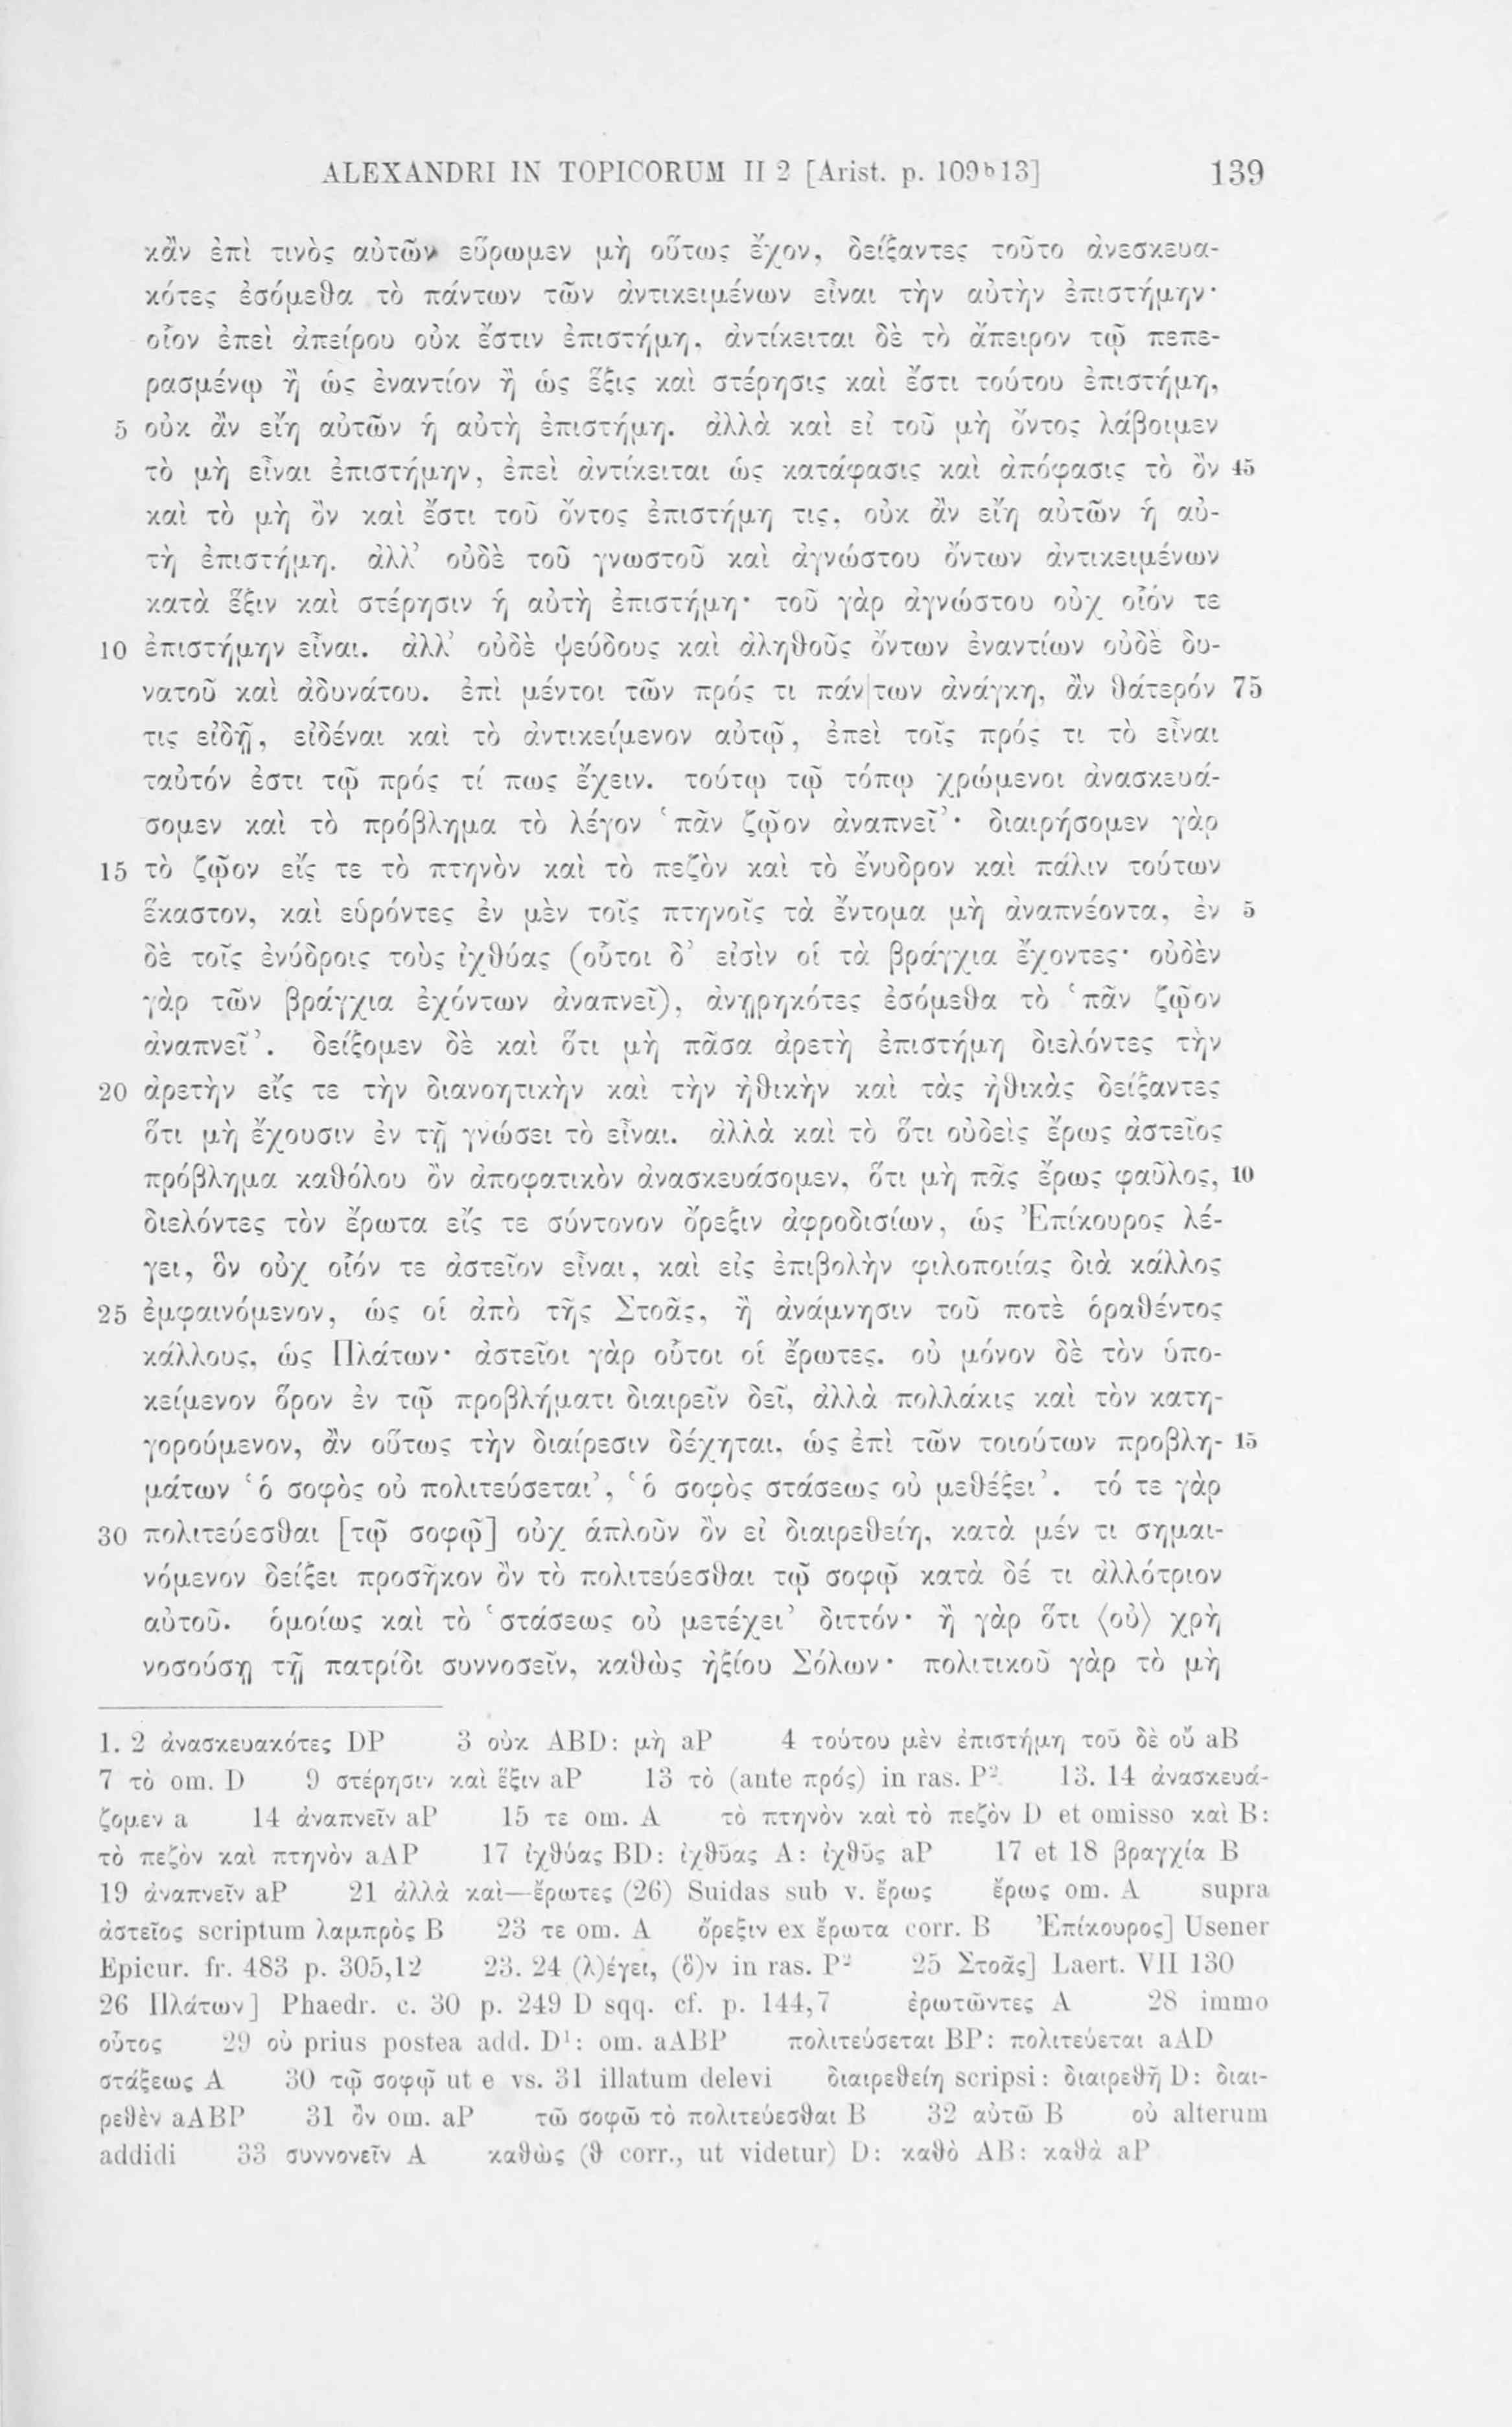 ALEXANDRI IN TOPICORUM II 2 [Arist. p. 109ᵇ13] 139
κἂν ἐπὶ τινὸς αὐτῶν εὕρωμεν μὴ οὕτως ἔχον, δείξαντες τοῦτο ἀνεσκευα-
κότες ἐσόμεθα τὸ πάντων τῶν ἀντικειμένων εἶναι τὴν αὐτὴν ἐπιστήμην·
οἷον ἐπεὶ ἀπείρου οὐκ ἔστιν ἐπιστήμη, ἀντίκειται δὲ τὸ ἄπειρον τῷ πεπε-
ρασμένῳ ἢ ὡς ἐναντίον ἢ ὡς ἕξις καὶ στέρησις καὶ ἔστι τούτου ἐπιστήμη,
5 οὐκ ἂν εἴη αὐτῶν ἡ αὐτὴ ἐπιστήμη. ἀλλὰ καὶ εἰ τοῦ μὴ ὄντος λάβοιμεν
τὸ μὴ εἶναι ἐπιστήμην, ἐπεὶ ἀντίκειται ὡς κατάφασις καὶ ἀπόφασις τὸ ὂν 45
καὶ τὸ μὴ ὂν καὶ ἔστι τοῦ ὄντος ἐπιστήμη τις, οὐκ ἂν εἴη αὐτῶν ἡ αὐ-
τὴ ἐπιστήμη. ἀλλ’ οὐδὲ τοῦ γνωστοῦ καὶ ἀγνώστου ὄντων ἀντικειμένων
κατὰ ἕξιν καὶ στέρησιν ἡ αὐτὴ ἐπιστήμη· τοῦ γὰρ ἀγνώστου οὐχ οἷόν τε
10 ἐπιστήμην εἶναι. ἀλλ’ οὐδὲ ψεύδους καὶ ἀληθοῦς ὄντων ἐναντίων οὐδὲ δυ-
νατοῦ καὶ ἀδυνάτου. ἐπὶ μέντοι τῶν πρός τι πάν|των ἀνάγκη, ἂν θάτερόν 75
τις εἰδῇ, εἰδέναι καὶ τὸ ἀντικείμενον αὐτῷ, ἐπεὶ τοῖς πρός τι τὸ εἶναι
ταὐτόν ἐστι τῷ πρός τί πως ἔχειν. τούτῳ τῷ τόπῳ χρώμενοι ἀνασκευά-
σομεν καὶ τὸ πρόβλημα τὸ λέγον ‘πᾶν ζῷον ἀναπνεῖ’· διαιρήσομεν γὰρ
15 τὸ ζῷον εἴς τε τὸ πτηνὸν καὶ τὸ πεζὸν καὶ τὸ ἔνυδρον καὶ πάλιν τούτων
ἕκαστον, καὶ εὑρόντες ἐν μὲν τοῖς πτηνοῖς τὰ ἔντομα μὴ ἀναπνέοντα, ἐν 5
δὲ τοῖς ἐνύδροις τοὺς ἰχθύας (οὗτοι δ’ εἰσὶν οἱ τὰ βράγχια ἔχοντες· οὐδὲν
γὰρ τῶν βράγχια ἐχόντων ἀναπνεῖ), ἀνῃρηκότες ἐσόμεθα τὸ ‘πᾶν ζῷον
ἀναπνεῖ’. δείξομεν δὲ καὶ ὅτι μὴ πᾶσα ἀρετὴ ἐπιστήμη διελόντες τὴν
20 ἀρετὴν εἴς τε τὴν διανοητικὴν καὶ τὴν ἠθικὴν καὶ τὰς ἠθικὰς δείξαντες
ὅτι μὴ ἔχουσιν ἐν τῇ γνώσει τὸ εἶναι. ἀλλὰ καὶ τὸ ὅτι οὐδεὶς ἔρως ἀστεῖος
πρόβλημα καθόλου ὂν ἀποφατικὸν ἀνασκευάσομεν, ὅτι μὴ πᾶς ἔρως φαῦλος, 10
διελόντες τὸν ἔρωτα εἴς τε σύντονον ὄρεξιν ἀφροδισίων, ὡς Ἐπίκουρος λέ-
γει, ὃν οὐχ οἷόν τε ἀστεῖον εἶναι, καὶ εἰς ἐπιβολὴν φιλοποιίας διὰ κάλλος
25 ἐμφαινόμενον, ὡς οἱ ἀπὸ τῆς Στοᾶς, ἢ ἀνάμνησιν τοῦ ποτὲ ὁραθέντος
κάλλους, ὡς Πλάτων· ἀστεῖοι γὰρ οὗτοι οἱ ἔρωτες. οὐ μόνον δὲ τὸν ὑπο-
κείμενον ὅρον ἐν τῷ προβλήματι διαιρεῖν δεῖ, ἀλλὰ πολλάκις καὶ τὸν κατη-
γορούμενον, ἂν οὕτως τὴν διαίρεσιν δέχηται, ὡς ἐπὶ τῶν τοιούτων προβλη- 15
μάτων ‘ὁ σοφὸς οὐ πολιτεύσεται’, ‘ὁ σοφὸς στάσεως οὐ μεθέξει’. τό τε γὰρ
30 πολιτεύεσθαι [τῷ σοφῷ] οὐχ ἁπλοῦν ὂν εἰ διαιρεθείη, κατὰ μέν τι σημαι-
νόμενον δείξει προσῆκον ὂν τὸ πολιτεύεσθαι τῷ σοφῷ κατὰ δέ τι ἀλλότριον
αὐτοῦ. ὁμοίως καὶ τὸ ‘στάσεως οὐ μετέχει’ διττόν· ἢ γὰρ ὅτι ⟨οὐ⟩ χρὴ
νοσούσῃ τῇ πατρίδι συννοσεῖν, καθὼς ἠξίου Σόλων· πολιτικοῦ γὰρ τὸ μὴ
1. 2 ἀνασκευακότες DP 3 οὐκ ABD: μὴ aP 4 τούτου μὲν ἐπιστήμη τοῦ δὲ οὔ aB
7 τὸ om. D 9 στέρησιν καὶ ἕξιν aP 13 τὸ (ante πρός) in ras. P² 13. 14 ἀνασκευά-
ζομεν a 14 ἀναπνεῖν aP 15 τε om. A τὸ πτηνὸν καὶ τὸ πεζὸν D et omisso καὶ B:
τὸ πεζὸν καὶ πτηνὸν aAP 17 ἰχθύας BD: ἰχθῦας A: ἰχθῦς aP 17 et 18 βραγχία B
19 ἀναπνεῖν aP 21 ἀλλὰ καὶ—ἔρωτες (26) Suidas sub v. ἔρως ἔρως om. A supra
ἀστεῖος scriptum λαμπρὸς B 23 τε om. A ὄρεξιν ex ἔρωτα corr. B Ἐπίκουρος] Usener
Epicur. fr. 483 p. 305,12 23. 24 (λ)έγει, (ὃ)ν in ras. P² 25 Στοᾶς] Laert. VII 130
26 Πλάτων] Phaedr. c. 30 p. 249 D sqq. cf. p. 144,7 ἐρωτῶντες A 28 immo
οὗτος 29 οὐ prius postea add. D¹: om. aABP πολιτεύσεται BP: πολιτεύεται aAD
στάξεως A 30 τῷ σοφῷ ut e vs. 31 illatum delevi διαιρεθείη scripsi: διαιρεθῇ D: διαι-
ρεθὲν aABP 31 ὂν om. aP τῶ σοφῶ τὸ πολιτεύεσθαι B 32 αὐτῶ B οὐ alterum
addidi 33 συννονεῖν A καθὼς (θ corr., ut videtur) D: καθὸ AB: καθὰ aP